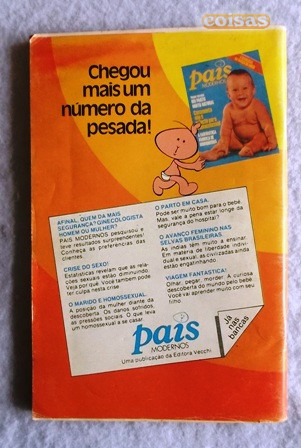 coisas
Chegou
mais um
número da
pesada!
pais
MODERNOS
AFINAL, QUEM DA MAIS
SEGURANÇA? GINECOLOGISTA
HOMEM OU MULHER?
PAIS MODERNOS pesquisou e
teve resultados surpreendentes!
Conheça as preferências das
clientes.
CRISE DO SEXO!
Estatísticas revelam que as rela-
ções sexuais estão diminuindo.
Veja por quê. Você também pode
ter culpa nesta crise.
O MARIDO É HOMOSSEXUAL.
A posição da mulher diante da
descoberta. Os danos sofridos,
as pressões sociais. O que leva
um homossexual a se casar.
O PARTO EM CASA.
Pode ser muito bom para o bebê.
Mas, vale a pena estar longe da
segurança do hospital?
O AVANÇO FEMININO NAS
SELVAS BRASILEIRAS.
As índias têm muito a ensinar.
Em matéria de liberdade indivi-
dual e sexual, as civilizadas ainda
estão engatinhando.
VIAGEM FANTÁSTICA!
Olhar, pegar, morder. A curiosa
descoberta do mundo pelo bebê.
Você vai aprender muito com seu
filho.
pais
MODERNOS
Uma publicação da Editora Vecchi
Já
nas
bancas